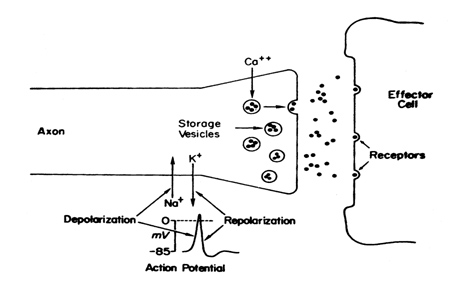 Ca++
Effector
Cell
Axon
Storage
Vesicles
Receptors
K+
Na+
Depolarization
Repolarization
0
mV
-85
Action Potential